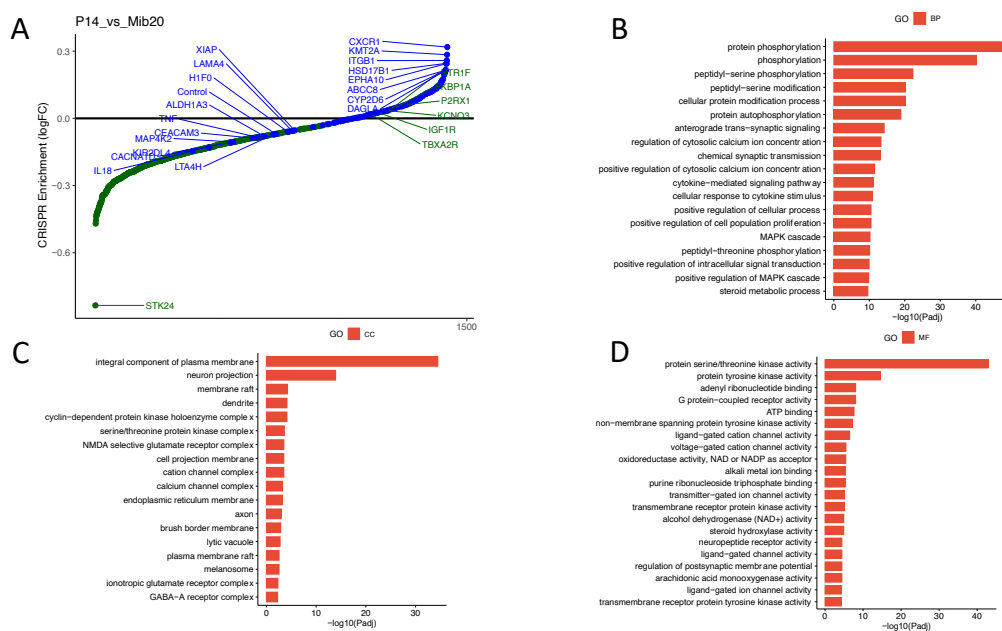 A
P14_vs_Mib20
CRISPR Enrichment (logFC)
0.3
0.0
−0.3
−0.6
1500
XIAP
LAMA4
H1F0
Control
ALDH1A3
TNF
CEACAM3
MAP4K2
KIR2DL4
IL18
LTA4H
CXCR1
KMT2A
ITGB1
HSD17B1
EPHA10
ABCC8
CYP2D6
DAGLA
P2RX1
KCNQ3
IGF1R
TBXA2R
STK24
B
GO BP
protein phosphorylation
phosphorylation
peptidyl−serine phosphorylation
peptidyl−serine modification
cellular protein modification process
protein autophosphorylation
anterograde trans−synaptic signaling
regulation of cytosolic calcium ion concentration
chemical synaptic transmission
positive regulation of cytosolic calcium ion concentration
cytokine−mediated signaling pathway
cellular response to cytokine stimulus
positive regulation of cellular process
positive regulation of cell population proliferation
MAPK cascade
peptidyl−threonine phosphorylation
positive regulation of intracellular signal transduction
positive regulation of MAPK cascade
steroid metabolic process
0 10 20 30 40
−log10(Padj)
C
GO CC
integral component of plasma membrane
neuron projection
membrane raft
dendrite
cyclin−dependent protein kinase holoenzyme complex
serine/threonine protein kinase complex
NMDA selective glutamate receptor complex
cell projection membrane
cation channel complex
calcium channel complex
endoplasmic reticulum membrane
axon
brush border membrane
lytic vacuole
plasma membrane raft
melanosome
ionotropic glutamate receptor complex
GABA−A receptor complex
0 10 20 30
−log10(Padj)
D
GO MF
protein serine/threonine kinase activity
protein tyrosine kinase activity
adenyl ribonucleotide binding
G protein−coupled receptor activity
ATP binding
non−membrane spanning protein tyrosine kinase activity
ligand−gated cation channel activity
voltage−gated cation channel activity
oxidoreductase activity, NAD or NADP as acceptor
alkali metal ion binding
purine ribonucleoside triphosphate binding
transmitter−gated ion channel activity
transmembrane receptor protein kinase activity
alcohol dehydrogenase (NAD+) activity
steroid hydroxylase activity
neuropeptide receptor activity
ligand−gated channel activity
regulation of postsynaptic membrane potential
arachidonic acid monooxygenase activity
ligand−gated ion channel activity
transmembrane receptor protein tyrosine kinase activity
0 10 20 30 40
−log10(Padj)